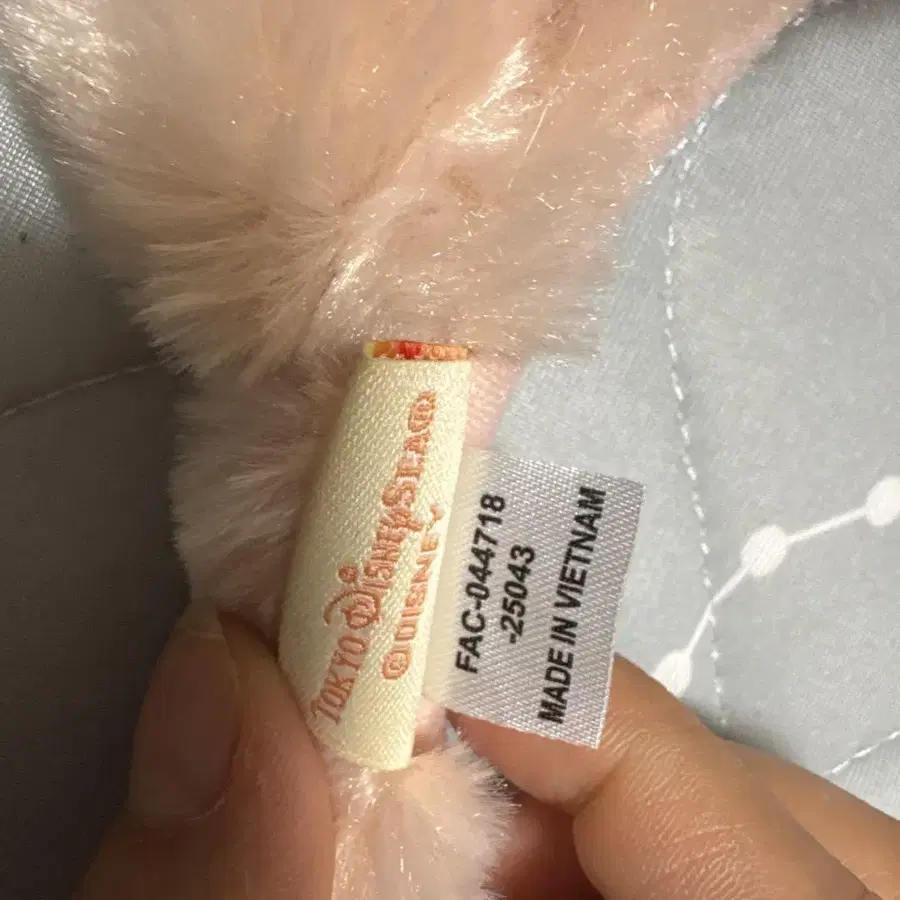 TOKYO DISNEYSEA®
©DISNEY
FAC-044718
-25043
MADE IN VIETNAM